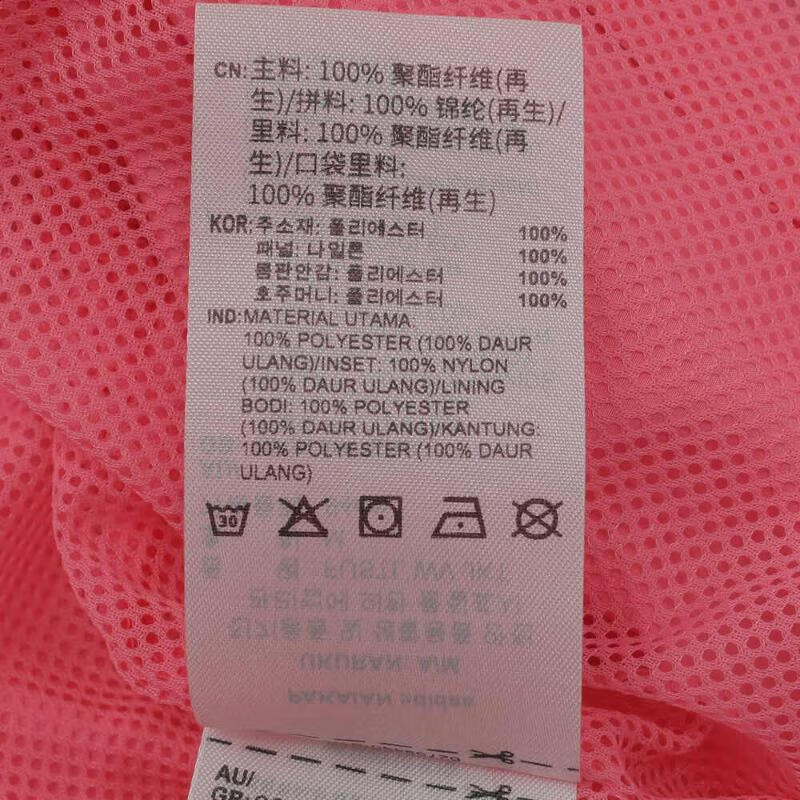 CN: 主料: 100% 聚酯纤维(再
生)/拼料: 100% 锦纶(再生)/
里料: 100% 聚酯纤维(再
生)/口袋里料:
100% 聚酯纤维(再生)
KOR: 주소재: 폴리에스터 100%
패널: 나일론 100%
몸판안감: 폴리에스터 100%
호주머니: 폴리에스터 100%
IND: MATERIAL UTAMA:
100% POLYESTER (100% DAUR
ULANG)/INSET: 100% NYLON
(100% DAUR ULANG)/LINING
BODI: 100% POLYESTER
(100% DAUR ULANG)/KANTUNG:
100% POLYESTER (100% DAUR
ULANG)
30
PAKAIAN adidas
UKURAN: A/M
AU/